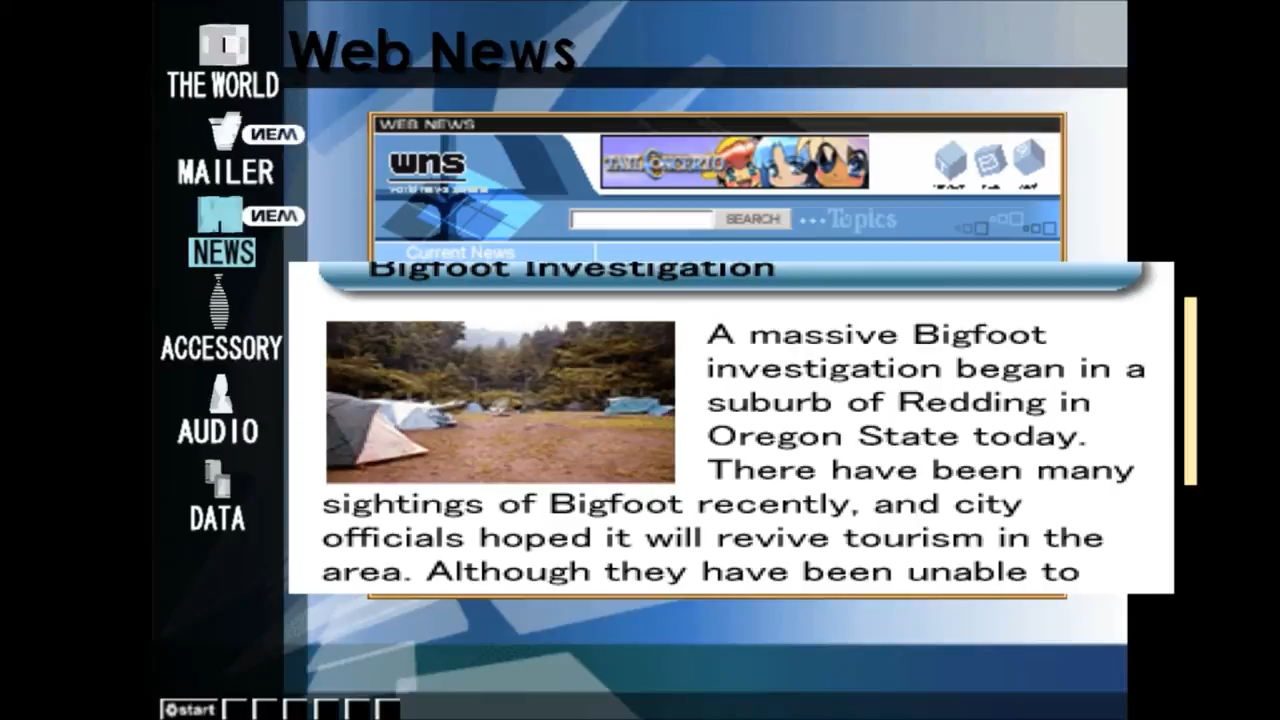 Web News
THE WORLD
NEW
MAILER
NEW
NEWS
ACCESSORY
AUDIO
DATA
start
WEB NEWS
wns
TAIL CONCERTO
SEARCH
Topics
Current News
Bigfoot Investigation
A massive Bigfoot
investigation began in a
suburb of Redding in
Oregon State today.
There have been many
sightings of Bigfoot recently, and city
officials hoped it will revive tourism in the
area. Although they have been unable to